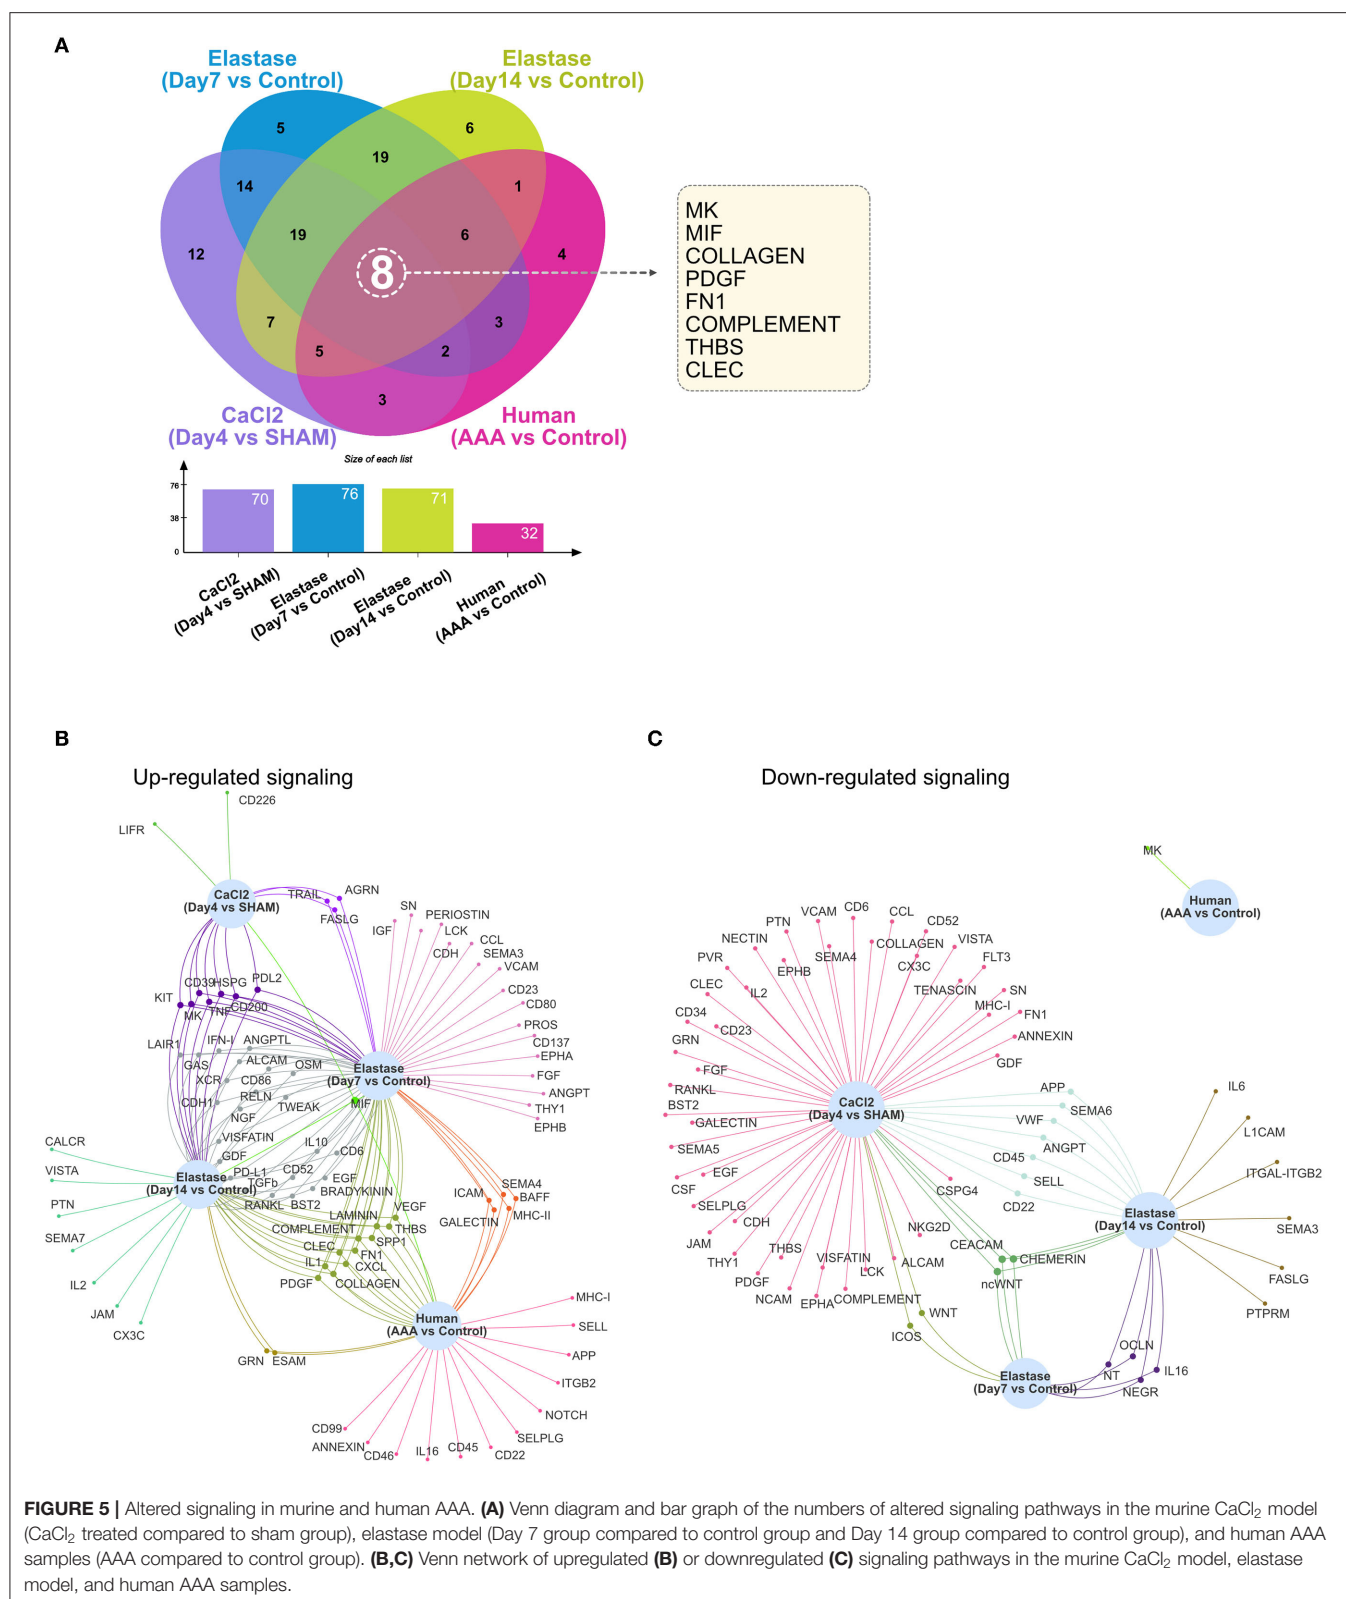 A
Elastase
(Day7 vs Control)
Elastase
(Day14 vs Control)
5
6
19
14
1
19
6
12
4
8
7
3
5
2
3
CaCl2
(Day4 vs SHAM)
Human
(AAA vs Control)
MK
MIF
COLLAGEN
PDGF
FN1
COMPLEMENT
THBS
CLEC
Size of each list
76
38
0
70
76
71
32
CaCl2
(Day4 vs SHAM)
Elastase
(Day7 vs Control)
Elastase
(Day14 vs Control)
Human
(AAA vs Control)
B
Up-regulated signaling
CD226
LIFR
CaCl2
(Day4 vs SHAM)
TRAIL
AGRN
FASLG
SN
IGF
PERIOSTIN
LCK
CDH
CCL
SEMA3
VCAM
CD23
CD80
PROS
CD137
EPHA
FGF
ANGPT
THY1
EPHB
KIT
CD39
HSPG
PDL2
MK
TNF
CD200
LAIR1
IFN-I
ANGPTL
GAS
ALCAM
OSM
XCR
CD86
CDH1
RELN
TWEAK
NGF
Elastase
(Day7 vs Control)
MIF
VISFATIN
GDF
IL10
CD6
PD-L1
CD52
TGFb
EGF
BRADYKININ
RANKL
BST2
CALCR
VISTA
PTN
SEMA7
IL2
JAM
CX3C
Elastase
(Day14 vs Control)
LAMININ
VEGF
COMPLEMENT
THBS
SPP1
CLEC
FN1
IL1
CXCL
PDGF
COLLAGEN
ICAM
SEMA4
BAFF
GALECTIN
MHC-II
GRN
ESAM
Human
(AAA vs Control)
MHC-I
SELL
APP
ITGB2
NOTCH
SELPLG
CD22
CD45
IL16
CD46
ANNEXIN
CD99
C
Down-regulated signaling
MK
Human
(AAA vs Control)
PTN
VCAM
CD6
CCL
CD52
NECTIN
SEMA4
COLLAGEN
VISTA
PVR
EPHB
CX3C
FLT3
CLEC
IL2
TENASCIN
SN
CD34
MHC-I
FN1
CD23
GRN
ANNEXIN
FGF
GDF
RANKL
BST2
GALECTIN
SEMA5
CSF
EGF
SELPLG
CDH
JAM
THY1
THBS
PDGF
NCAM
VISFATIN
EPHA
COMPLEMENT
LCK
ALCAM
NKG2D
CSPG4
CaCl2
(Day4 vs SHAM)
APP
SEMA6
VWF
ANGPT
CD45
SELL
CD22
IL6
L1CAM
ITGAL-ITGB2
SEMA3
FASLG
PTPRM
Elastase
(Day14 vs Control)
CEACAM
CHEMERIN
ncWNT
WNT
ICOS
OCLN
NT
IL16
NEGR
Elastase
(Day7 vs Control)
FIGURE 5 | Altered signaling in murine and human AAA. (A) Venn diagram and bar graph of the numbers of altered signaling pathways in the murine CaCl₂ model
(CaCl₂ treated compared to sham group), elastase model (Day 7 group compared to control group and Day 14 group compared to control group), and human AAA
samples (AAA compared to control group). (B,C) Venn network of upregulated (B) or downregulated (C) signaling pathways in the murine CaCl₂ model, elastase
model, and human AAA samples.